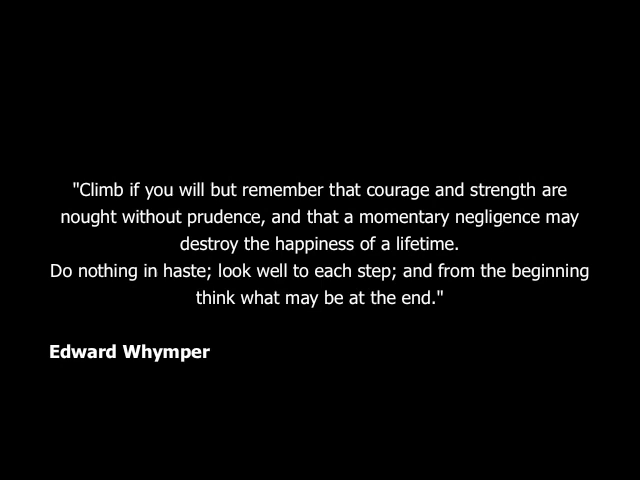 "Climb if you will but remember that courage and strength are
nought without prudence, and that a momentary negligence may
destroy the happiness of a lifetime.
Do nothing in haste; look well to each step; and from the beginning
think what may be at the end."
Edward Whymper